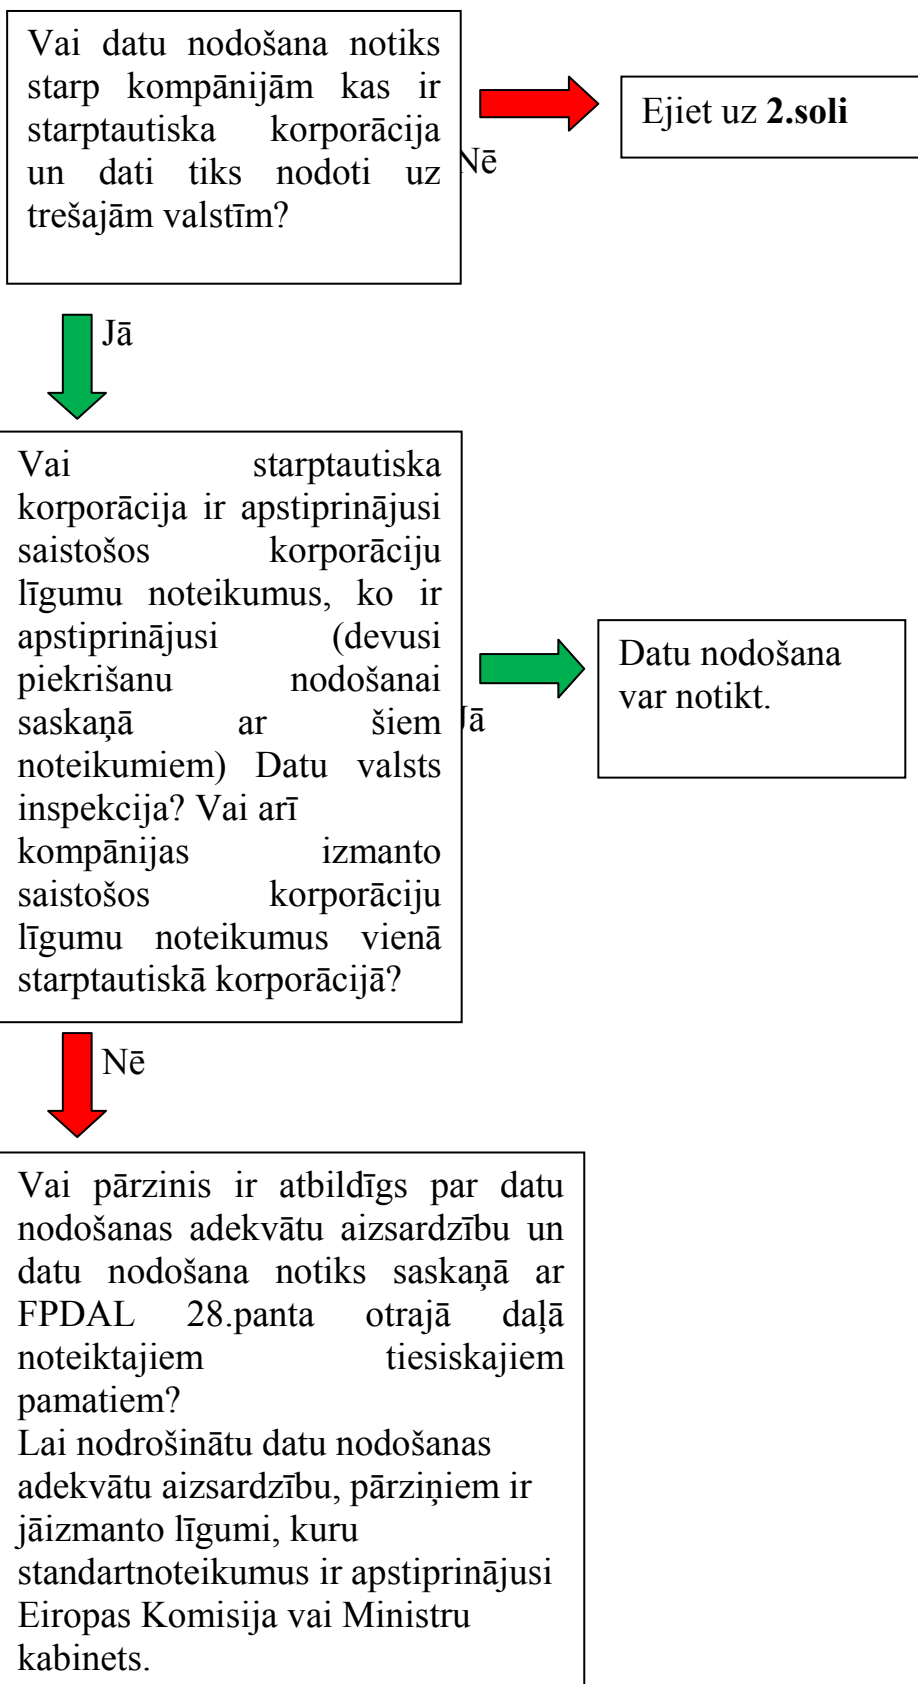 Vai datu nodošana notiks
starp kompānijām kas ir
starptautiska korporācija
un dati tiks nodoti uz
trešajām valstīm?
Nē
Ejiet uz 2.soli
Jā
Vai starptautiska
korporācija ir apstiprinājusi
saistošos korporāciju
līgumu noteikumus, ko ir
apstiprinājusi (devusi
piekrišanu nodošanai
saskaņā ar šiem
noteikumiem) Datu valsts
inspekcija? Vai arī
kompānijas izmanto
saistošos korporāciju
līgumu noteikumus vienā
starptautiskā korporācijā?
Jā
Datu nodošana
var notikt.
Nē
Vai pārzinis ir atbildīgs par datu
nodošanas adekvātu aizsardzību un
datu nodošana notiks saskaņā ar
FPDAL 28.panta otrajā daļā
noteiktajiem tiesiskajiem
pamatiem?
Lai nodrošinātu datu nodošanas
adekvātu aizsardzību, pārziņiem ir
jāizmanto līgumi, kuru
standartnoteikumus ir apstiprinājusi
Eiropas Komisija vai Ministru
kabinets.